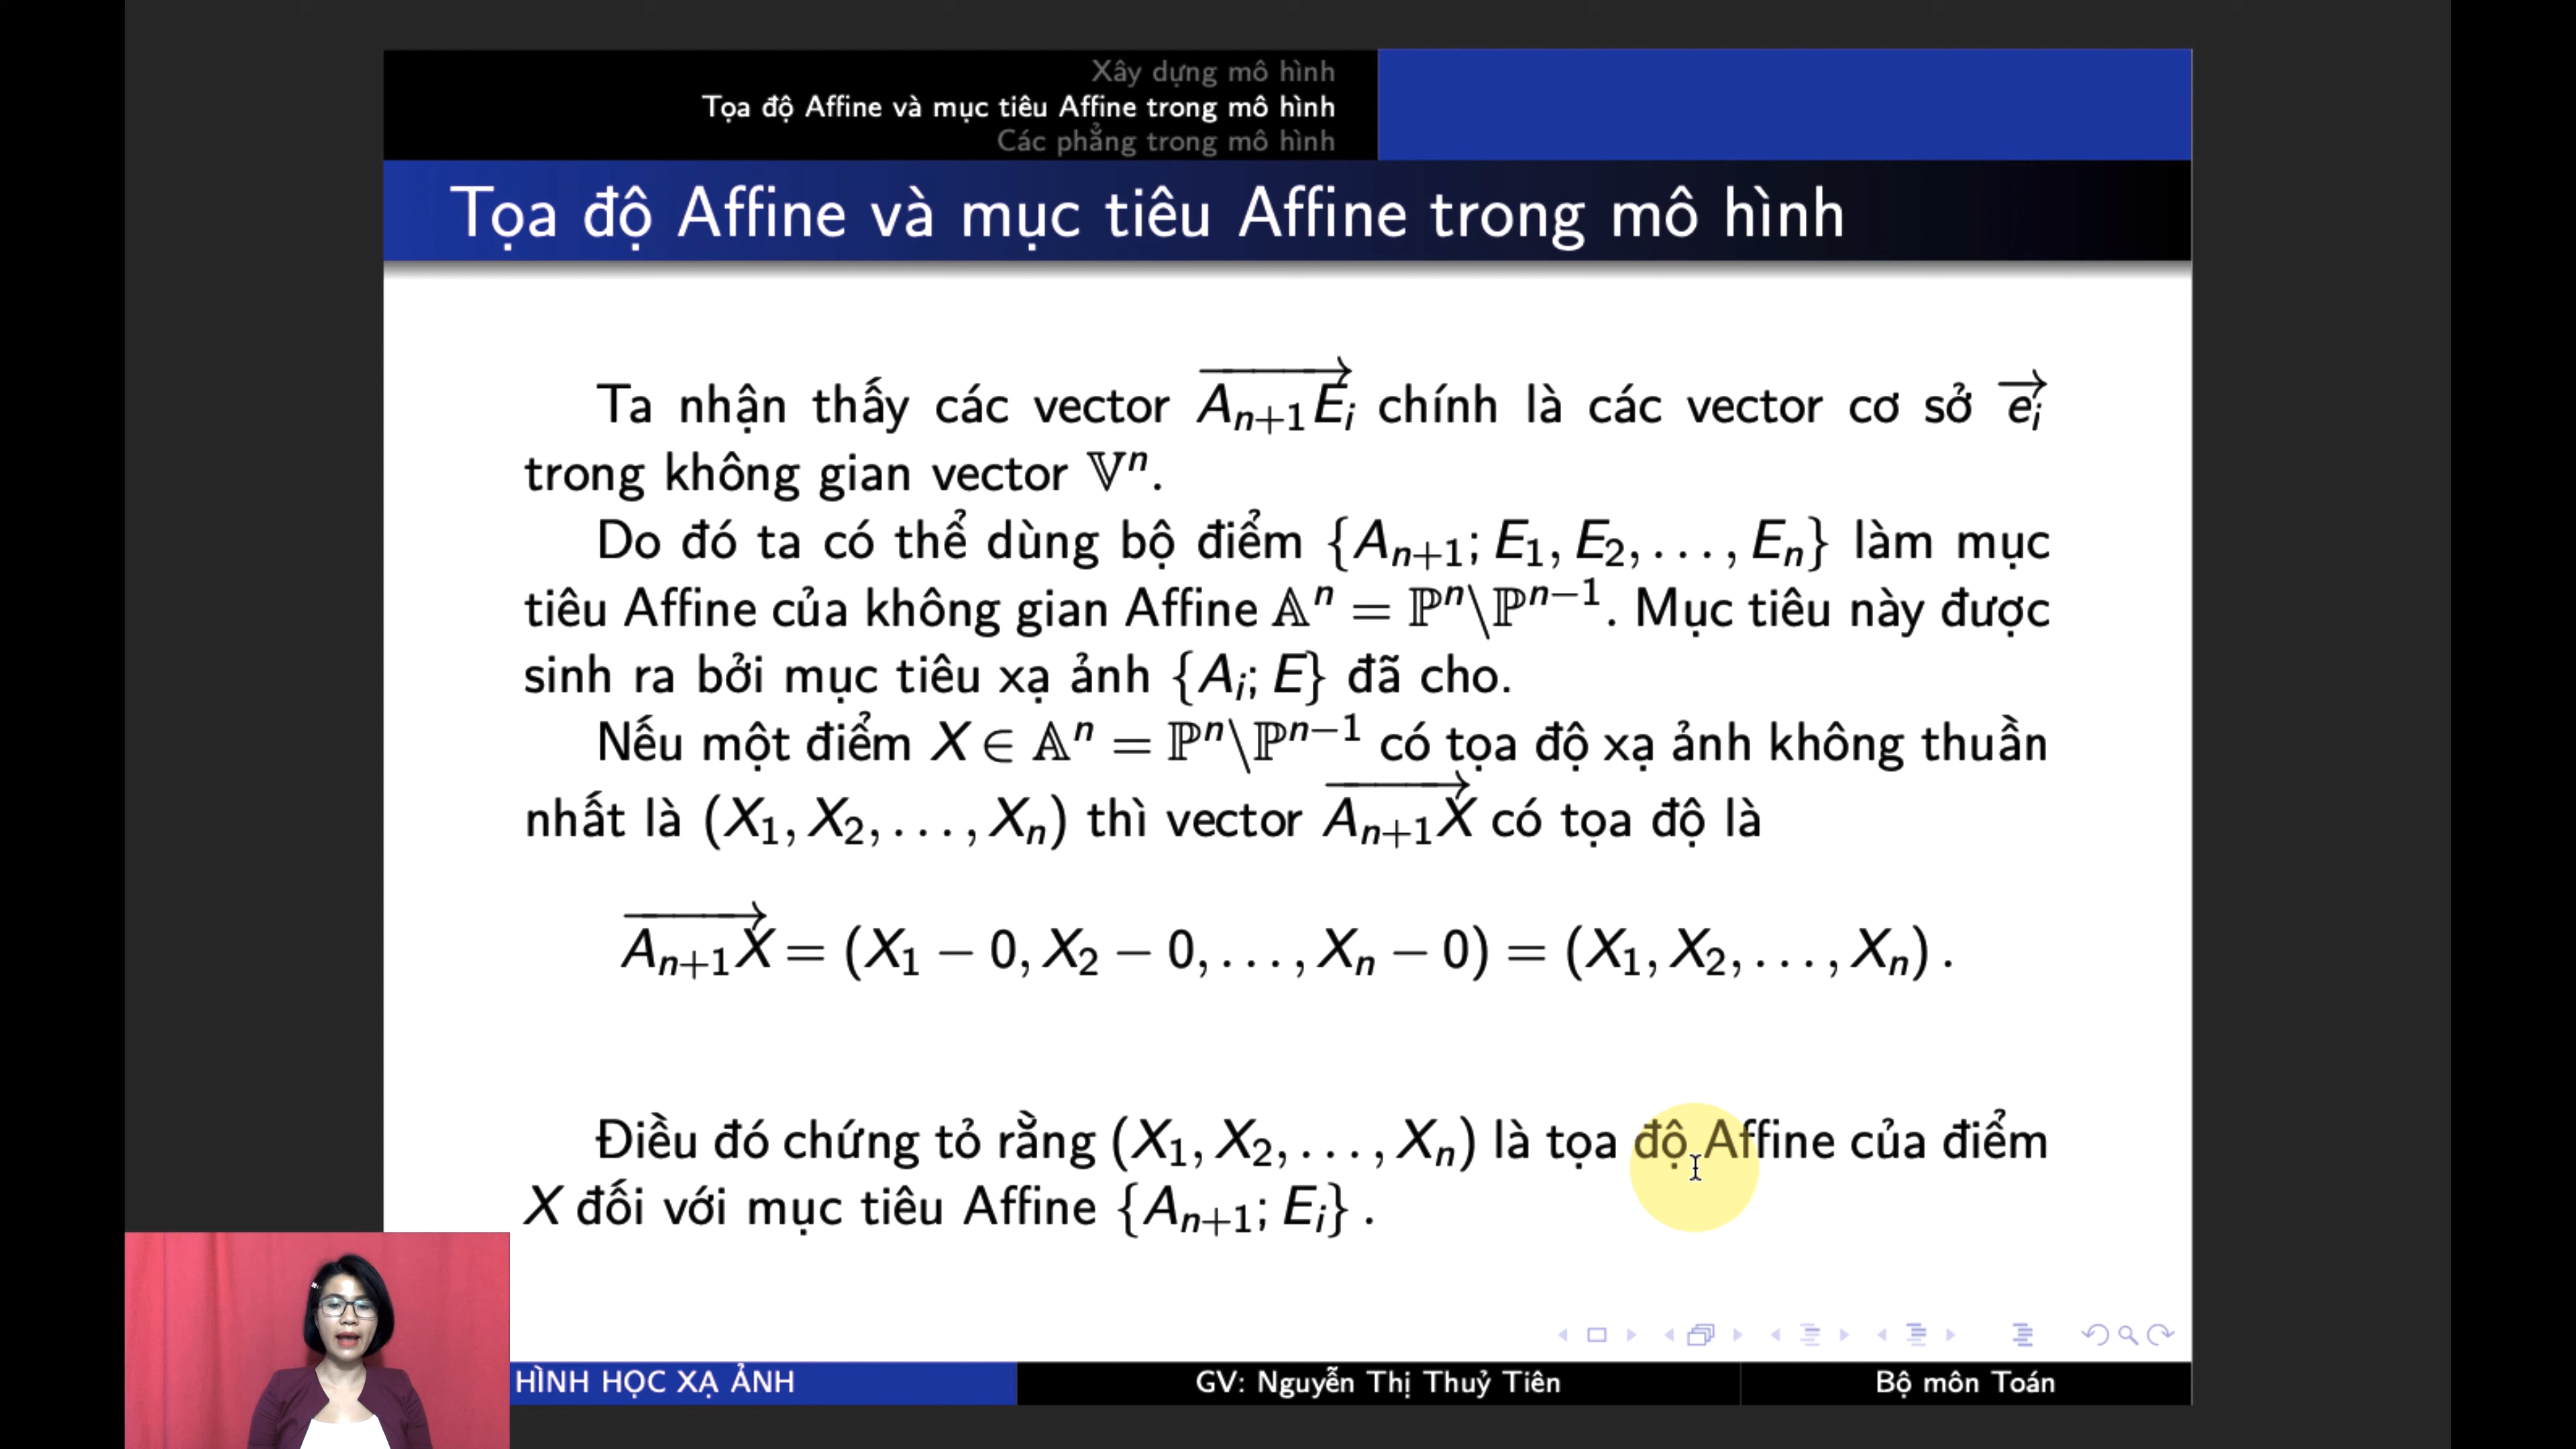 Xây dựng mô hình
Tọa độ Affine và mục tiêu Affine trong mô hình
Các phẳng trong mô hình
Tọa độ Affine và mục tiêu Affine trong mô hình
Ta nhận thấy các vector $\overrightarrow{A_{n+1}E_i}$ chính là các vector cơ sở $\overrightarrow{e_i}$
trong không gian vector $\mathbb{V}^n$.
Do đó ta có thể dùng bộ điểm $\{A_{n+1}; E_1, E_2, \ldots, E_n\}$ làm mục
tiêu Affine của không gian Affine $\mathbb{A}^n = \mathbb{P}^n \backslash \mathbb{P}^{n-1}$. Mục tiêu này được
sinh ra bởi mục tiêu xạ ảnh $\{A_i; E\}$ đã cho.
Nếu một điểm $X \in \mathbb{A}^n = \mathbb{P}^n \backslash \mathbb{P}^{n-1}$ có tọa độ xạ ảnh không thuần
nhất là $(X_1, X_2, \ldots, X_n)$ thì vector $\overrightarrow{A_{n+1}X}$ có tọa độ là
$\overrightarrow{A_{n+1}X} = (X_1 - 0, X_2 - 0, \ldots, X_n - 0) = (X_1, X_2, \ldots, X_n).$
Điều đó chứng tỏ rằng $(X_1, X_2, \ldots, X_n)$ là tọa độ Affine của điểm
$X$ đối với mục tiêu Affine $\{A_{n+1}; E_i\}.$
HÌNH HỌC XẠ ẢNH
GV: Nguyễn Thị Thuỷ Tiên
Bộ môn Toán